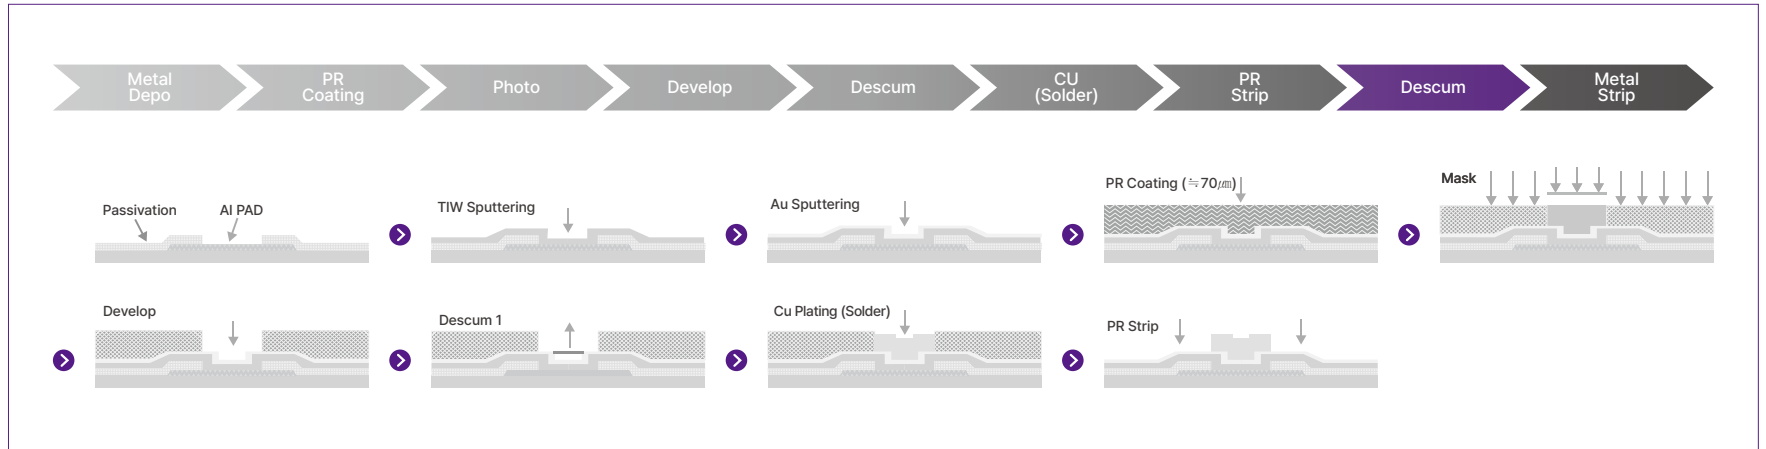 Metal
Depo
PR
Coating
Photo
Develop
Descum
CU
(Solder)
PR
Strip
Descum
Metal
Strip
Passivation
AI PAD
TIW Sputtering
Au Sputtering
PR Coating (≒70㎛)
Mask
Develop
Descum 1
Cu Plating (Solder)
PR Strip